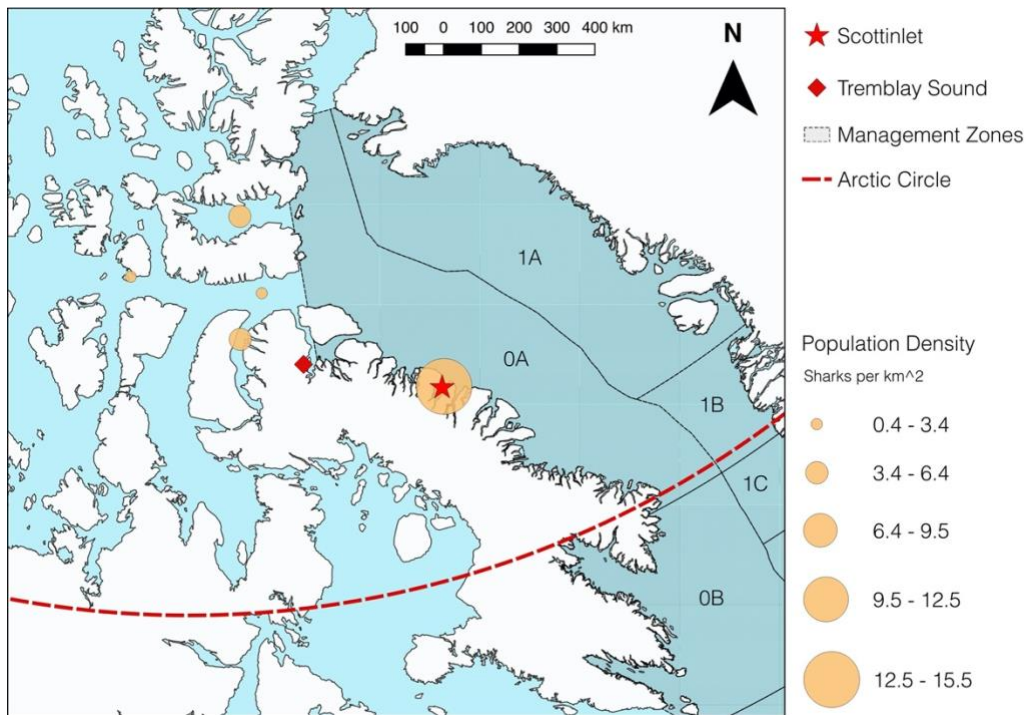 100 0 100 200 300 400 km
N
1A
0A
1B
1C
0B
Scottinlet
Tremblay Sound
Management Zones
Arctic Circle
Population Density
Sharks per km^2
0.4 - 3.4
3.4 - 6.4
6.4 - 9.5
9.5 - 12.5
12.5 - 15.5